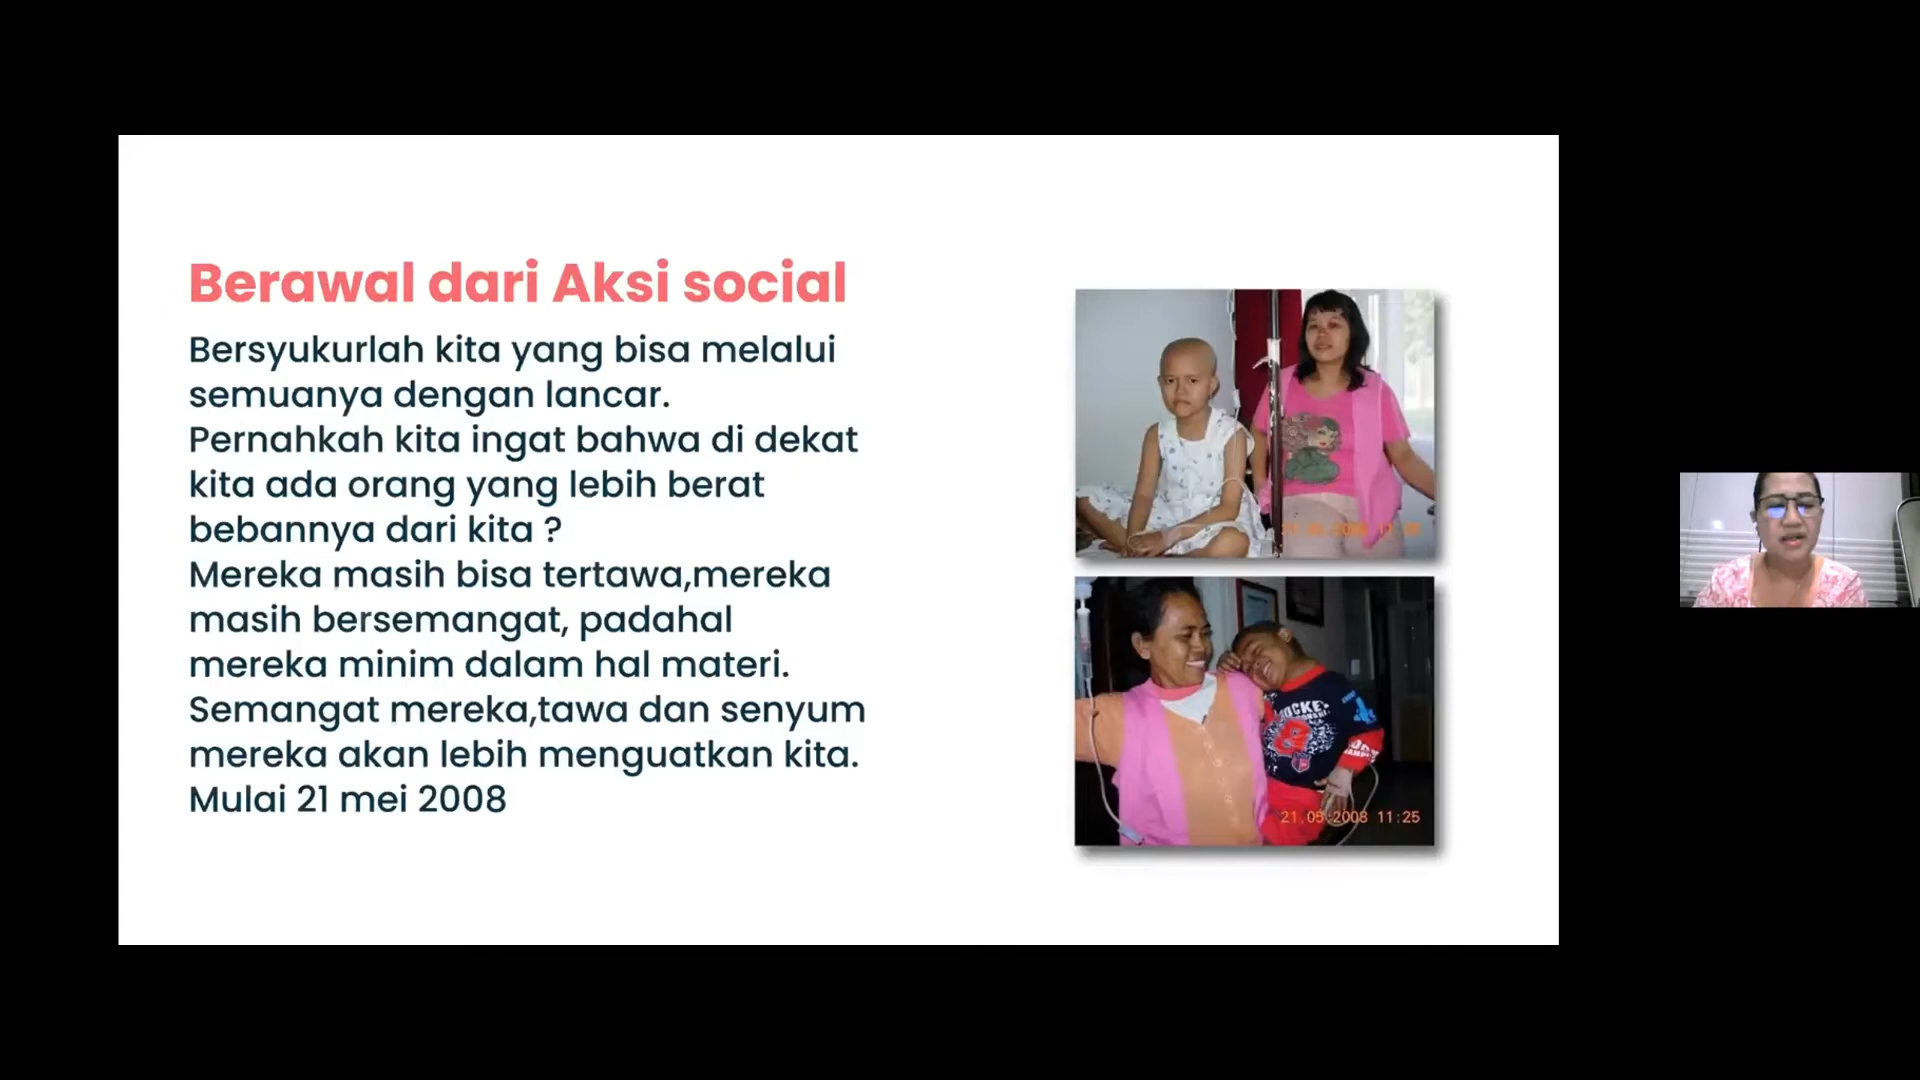 Berawal dari Aksi social
Bersyukurlah kita yang bisa melalui
semuanya dengan lancar.
Pernahkah kita ingat bahwa di dekat
kita ada orang yang lebih berat
bebannya dari kita ?
Mereka masih bisa tertawa,mereka
masih bersemangat, padahal
mereka minim dalam hal materi.
Semangat mereka,tawa dan senyum
mereka akan lebih menguatkan kita.
Mulai 21 mei 2008
21.05.2008 11:25